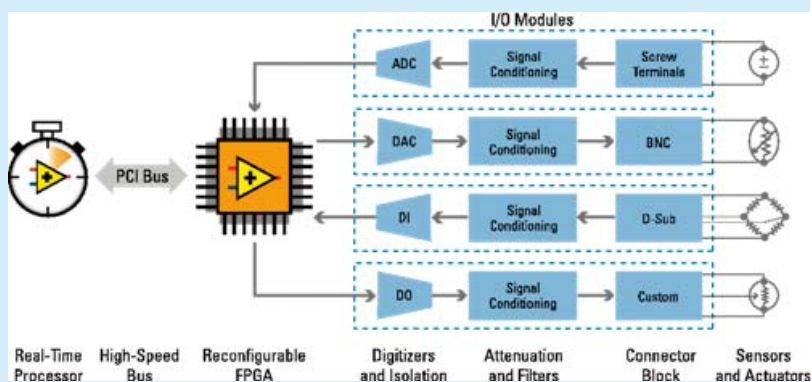 I/O Modules
ADC
Signal
Conditioning
Screw
Terminals
±
DAC
Signal
Conditioning
BNC
PCI Bus
DI
Signal
Conditioning
D-Sub
DO
Signal
Conditioning
Custom
Real-Time
Processor
High-Speed
Bus
Reconfigurable
FPGA
Digitizers
and Isolation
Attenuation
and Filters
Connector
Block
Sensors
and Actuators